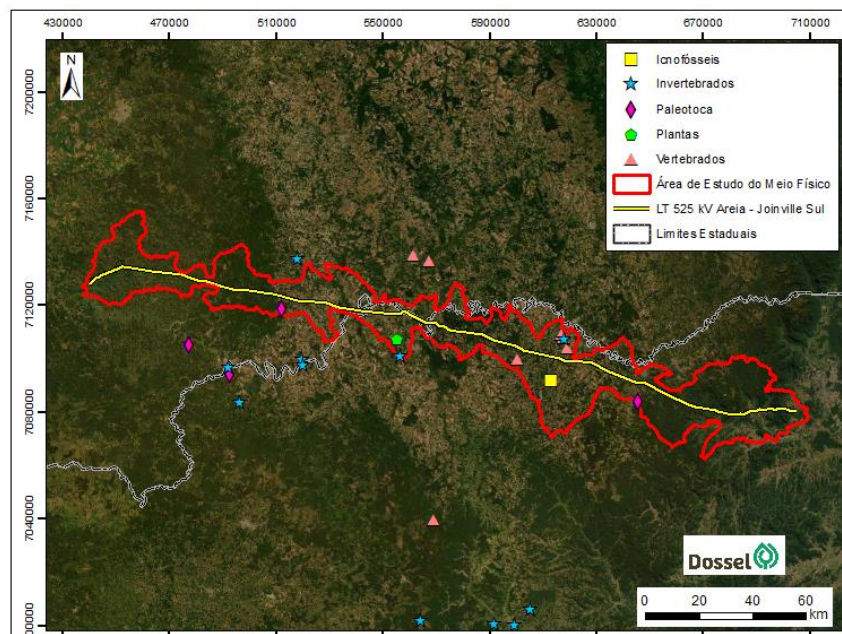 430000 470000 510000 550000 590000 630000 670000 710000
N
Icnofósseis
Invertebrados
Paleotoca
Plantas
Vertebrados
Área de Estudo do Meio Físico
LT 525 kV Areia - Joinville Sul
Limites Estaduais
7200000
7160000
7120000
7080000
7040000
Dossel
0 10 20 40 60
km